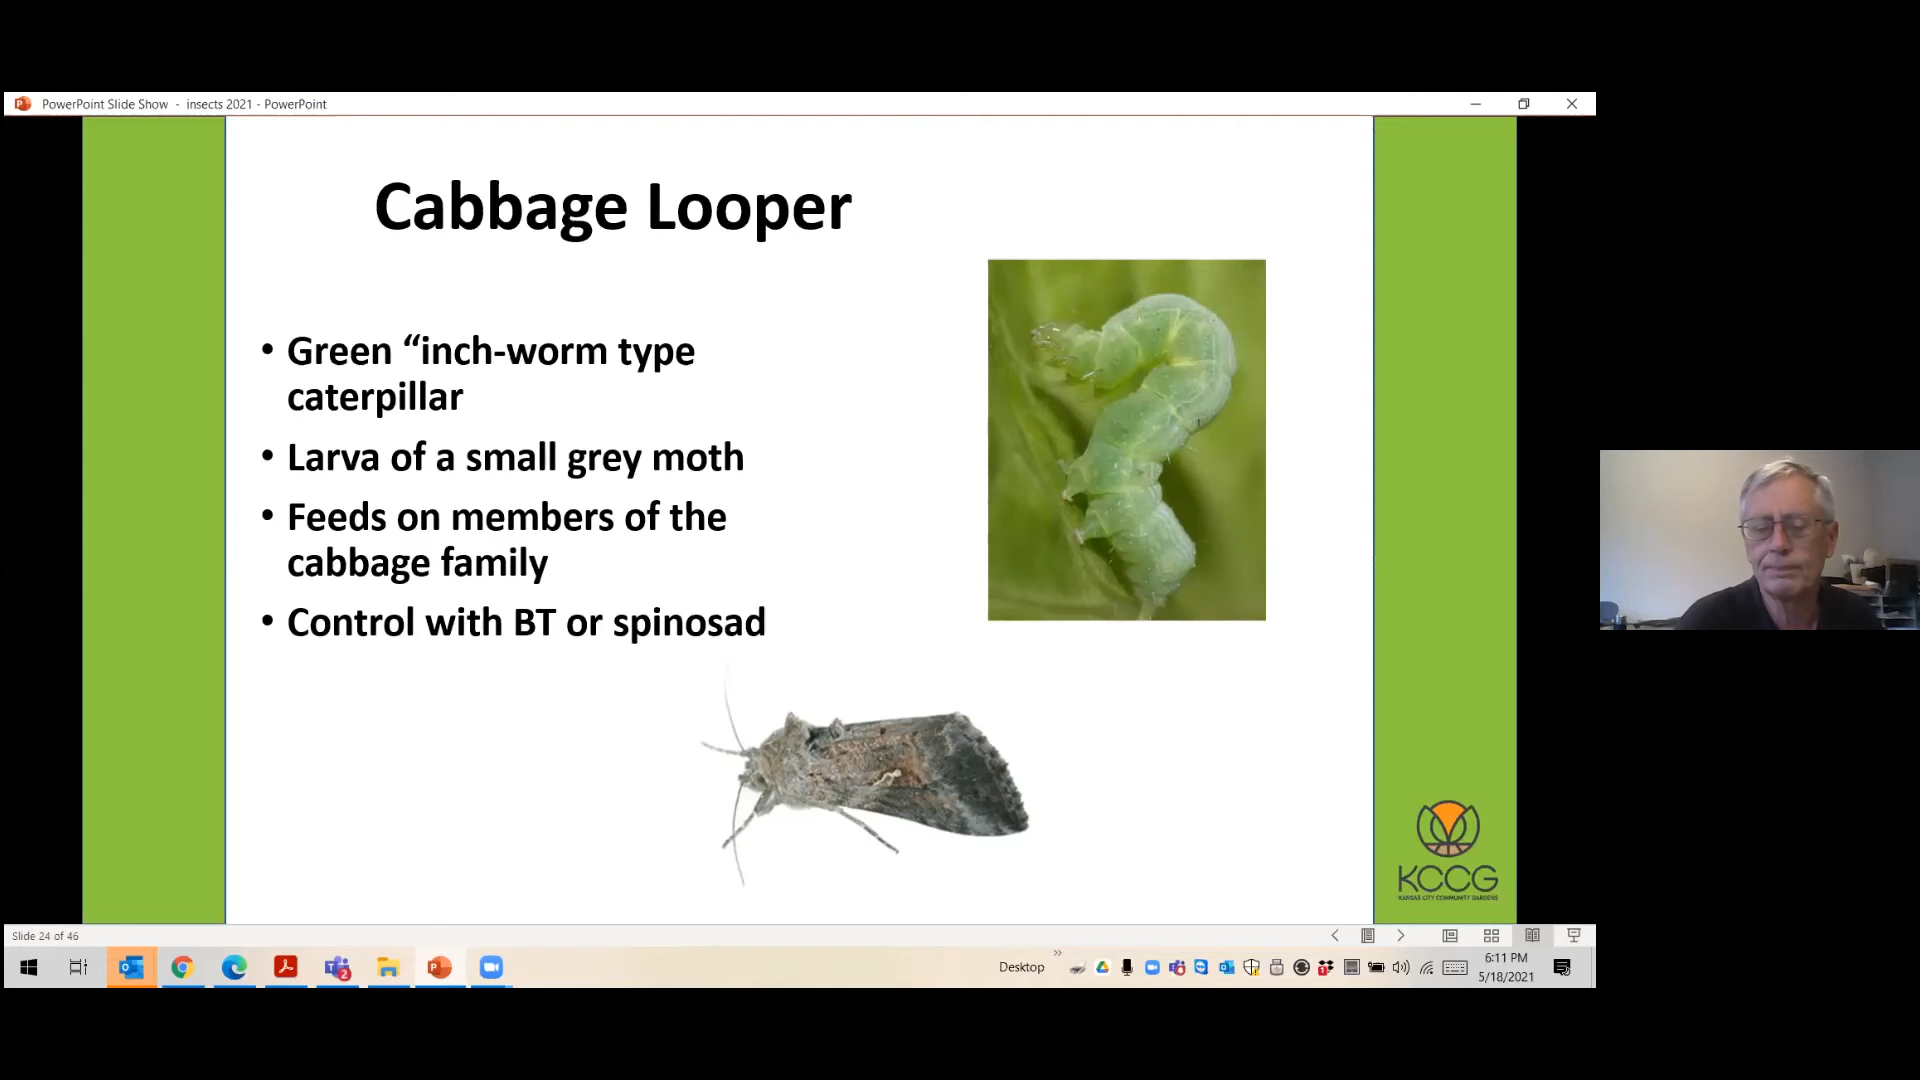 PowerPoint Slide Show - insects 2021 - PowerPoint
Cabbage Looper
• Green “inch-worm type
caterpillar
• Larva of a small grey moth
• Feeds on members of the
cabbage family
• Control with BT or spinosad
KCCG
KANSAS CITY COMMUNITY GARDENS
Slide 24 of 46
Desktop
6:11 PM
5/18/2021